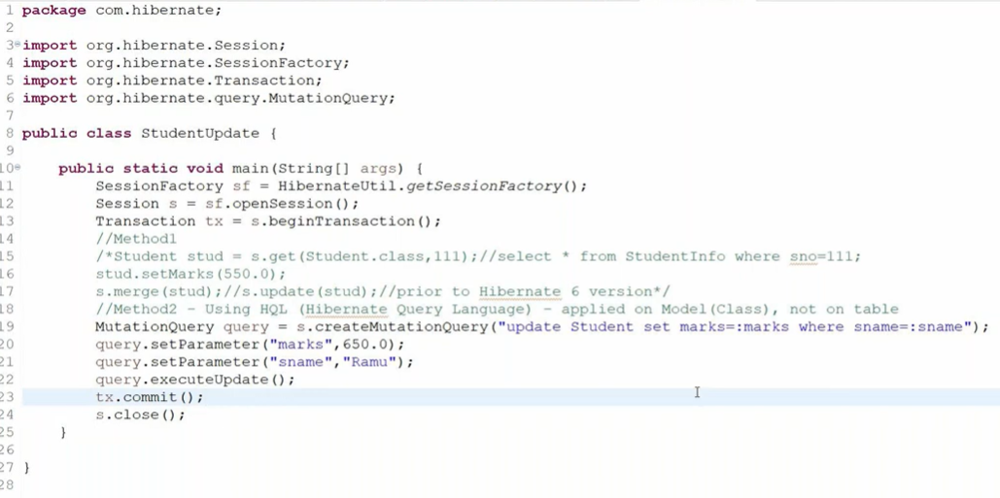 1 package com.hibernate;
2
3 import org.hibernate.Session;
4 import org.hibernate.SessionFactory;
5 import org.hibernate.Transaction;
6 import org.hibernate.query.MutationQuery;
7
8 public class StudentUpdate {
9
10 public static void main(String[] args) {
11 SessionFactory sf = HibernateUtil.getSessionFactory();
12 Session s = sf.openSession();
13 Transaction tx = s.beginTransaction();
14 //Method1
15 /*Student stud = s.get(Student.class,111);//select * from StudentInfo where sno=111;
16 stud.setMarks(550.0);
17 s.merge(stud);//s.update(stud);//prior to Hibernate 6 version*/
18 //Method2 - Using HQL (Hibernate Query Language) - applied on Model(Class), not on table
19 MutationQuery query = s.createMutationQuery("update Student set marks=:marks where sname=:sname");
20 query.setParameter("marks",650.0);
21 query.setParameter("sname","Ramu");
22 query.executeUpdate();
23 tx.commit();
24 s.close();
25 }
26
27 }
28